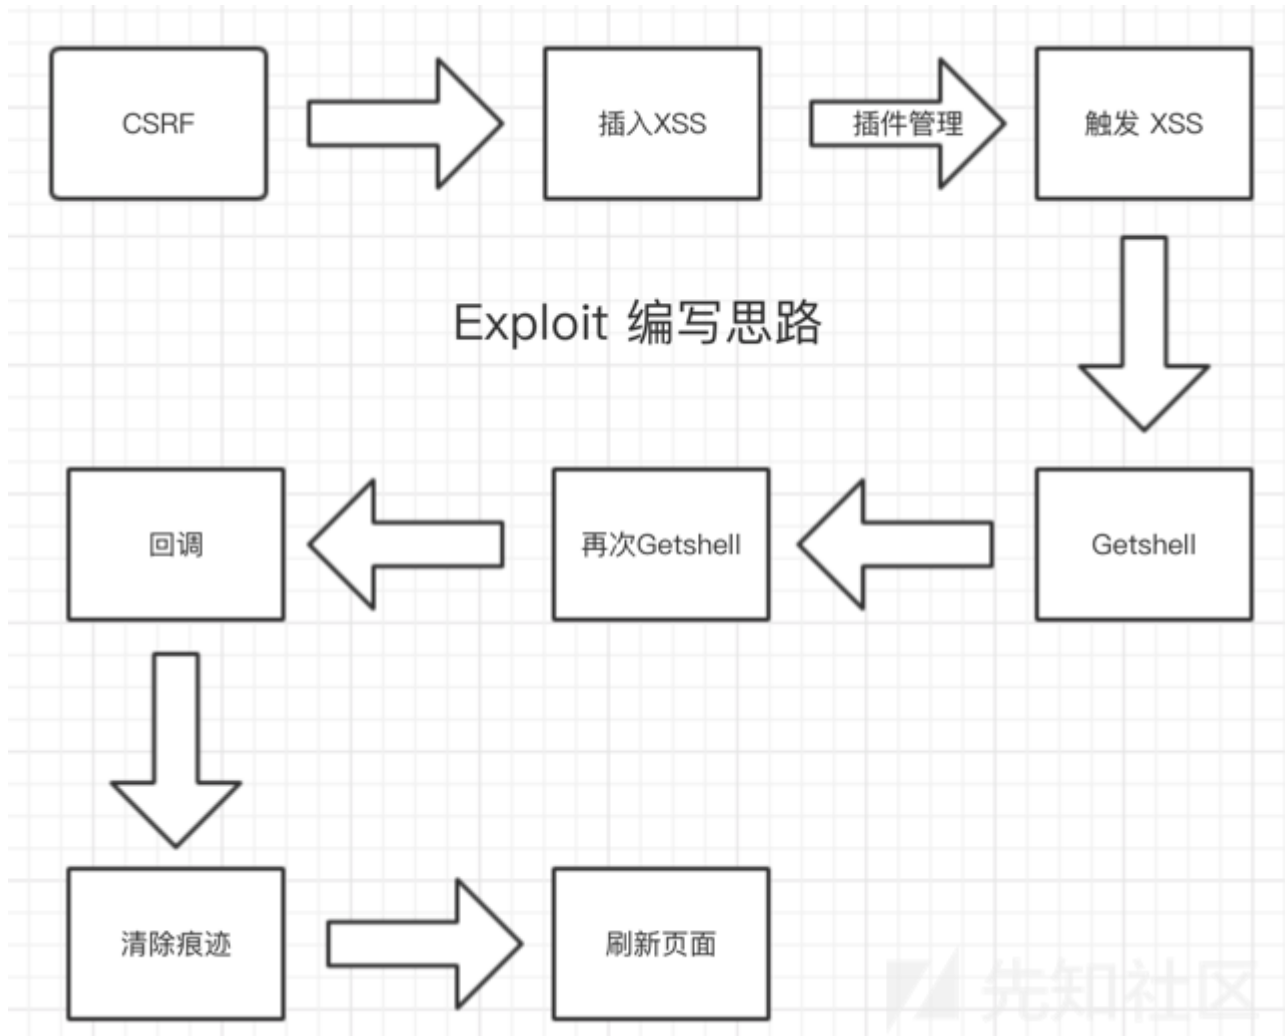 CSRF
插入XSS
插件管理
触发 XSS
Exploit 编写思路
回调
再次Getshell
Getshell
清除痕迹
刷新页面
先知社区